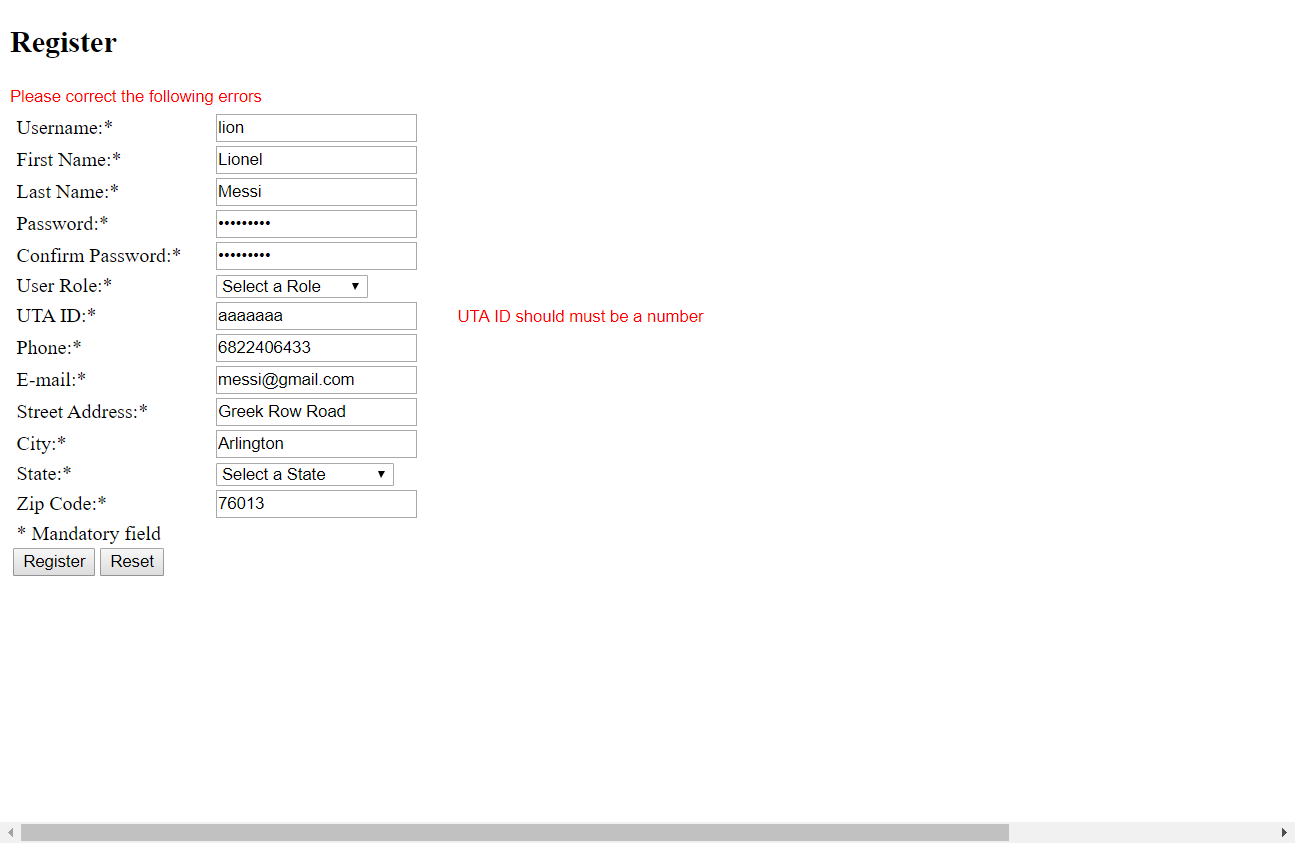 Register
Please correct the following errors
Username:* lion
First Name:* Lionel
Last Name:* Messi
Password:* •••••••••
Confirm Password:* •••••••••
User Role:* Select a Role
UTA ID:* aaaaaaa UTA ID should must be a number
Phone:* 6822406433
E-mail:* messi@gmail.com
Street Address:* Greek Row Road
City:* Arlington
State:* Select a State
Zip Code:* 76013
* Mandatory field
Register Reset